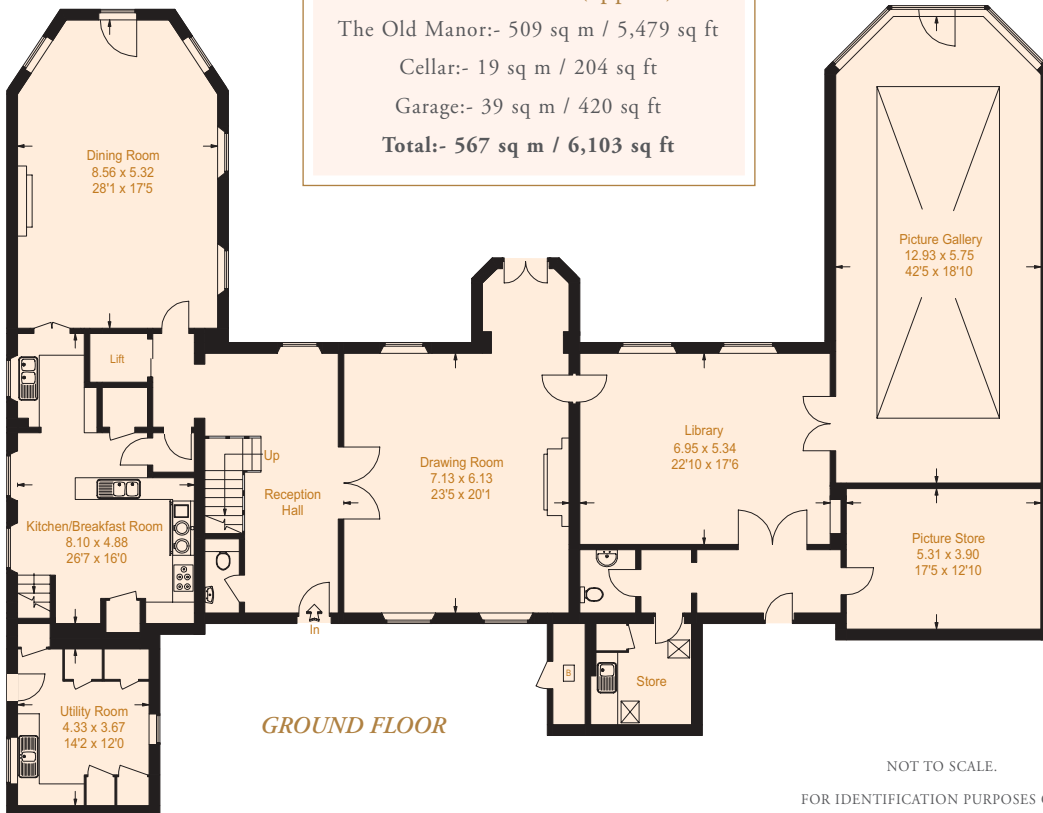 The Old Manor:- 509 sq m / 5,479 sq ft
Cellar:- 19 sq m / 204 sq ft
Garage:- 39 sq m / 420 sq ft
Total:- 567 sq m / 6,103 sq ft
Dining Room
8.56 x 5.32
28'1 x 17'5
Picture Gallery
12.93 x 5.75
42'5 x 18'10
Lift
Up
Reception
Hall
Drawing Room
7.13 x 6.13
23'5 x 20'1
Library
6.95 x 5.34
22'10 x 17'6
Kitchen/Breakfast Room
8.10 x 4.88
26'7 x 16'0
Picture Store
5.31 x 3.90
17'5 x 12'10
In
B
Store
Utility Room
4.33 x 3.67
14'2 x 12'0
GROUND FLOOR
NOT TO SCALE.
FOR IDENTIFICATION PURPOSES